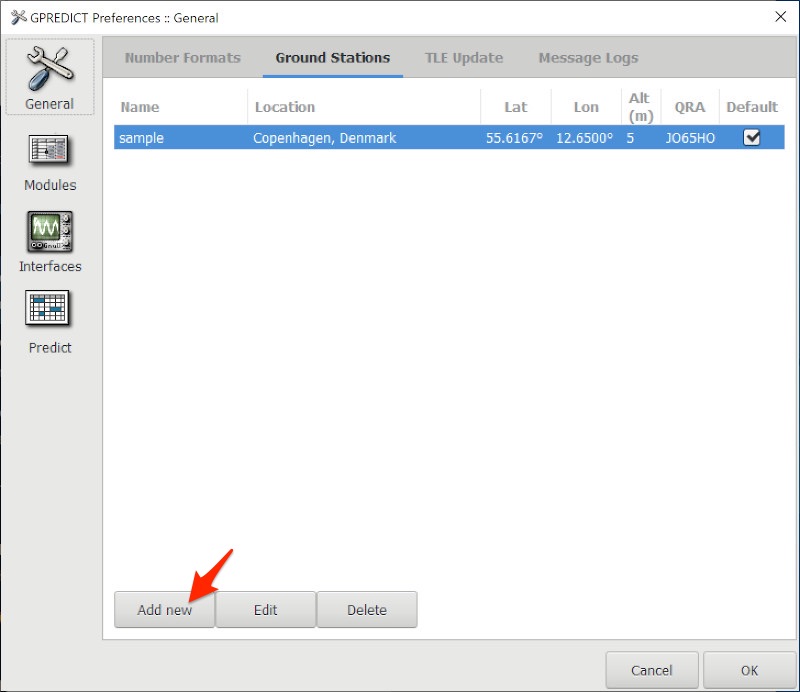 GPREDICT Preferences :: General
General
Modules
Interfaces
Predict
Number Formats Ground Stations TLE Update Message Logs
Name Location Lat Lon Alt (m) QRA Default
sample Copenhagen, Denmark 55.6167° 12.6500° 5 JO65HO
Add new Edit Delete
Cancel OK